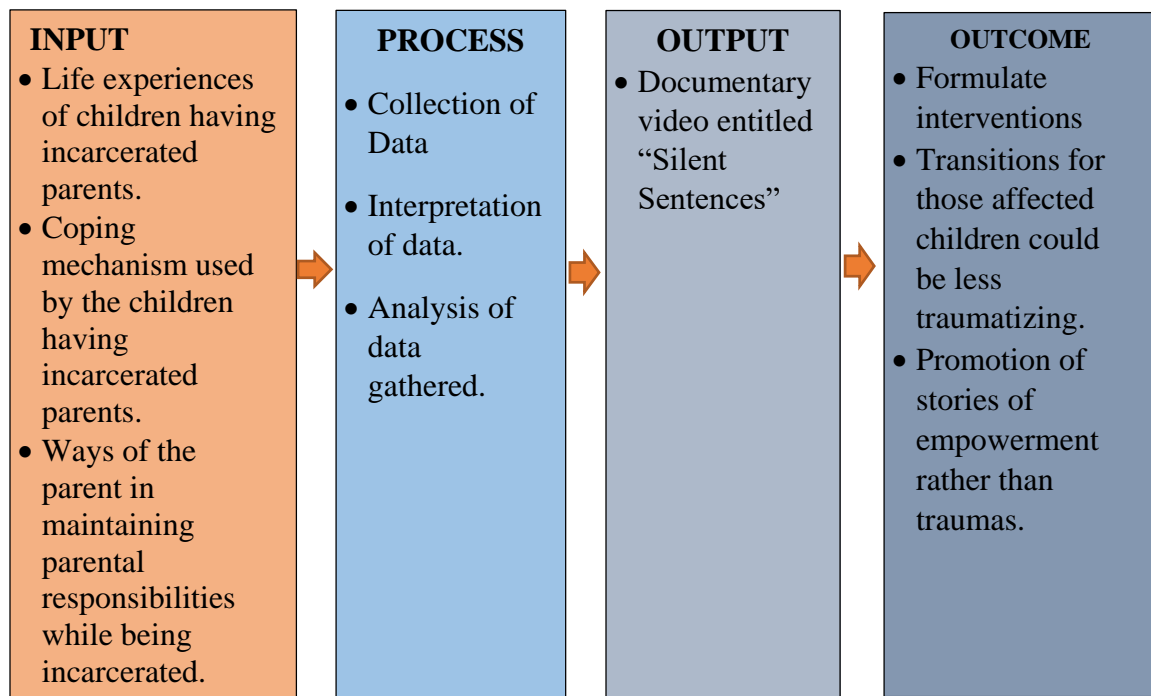 INPUT
• Life experiences
of children having
incarcerated
parents.
• Coping
mechanism used
by the children
having
incarcerated
parents.
• Ways of the
parent in
maintaining
parental
responsibilities
while being
incarcerated.
PROCESS
• Collection of
Data
• Interpretation
of data.
• Analysis of
data
gathered.
OUTPUT
• Documentary
video entitled
“Silent
Sentences”
OUTCOME
• Formulate
interventions
• Transitions for
those affected
children could
be less
traumatizing.
• Promotion of
stories of
empowerment
rather than
traumas.